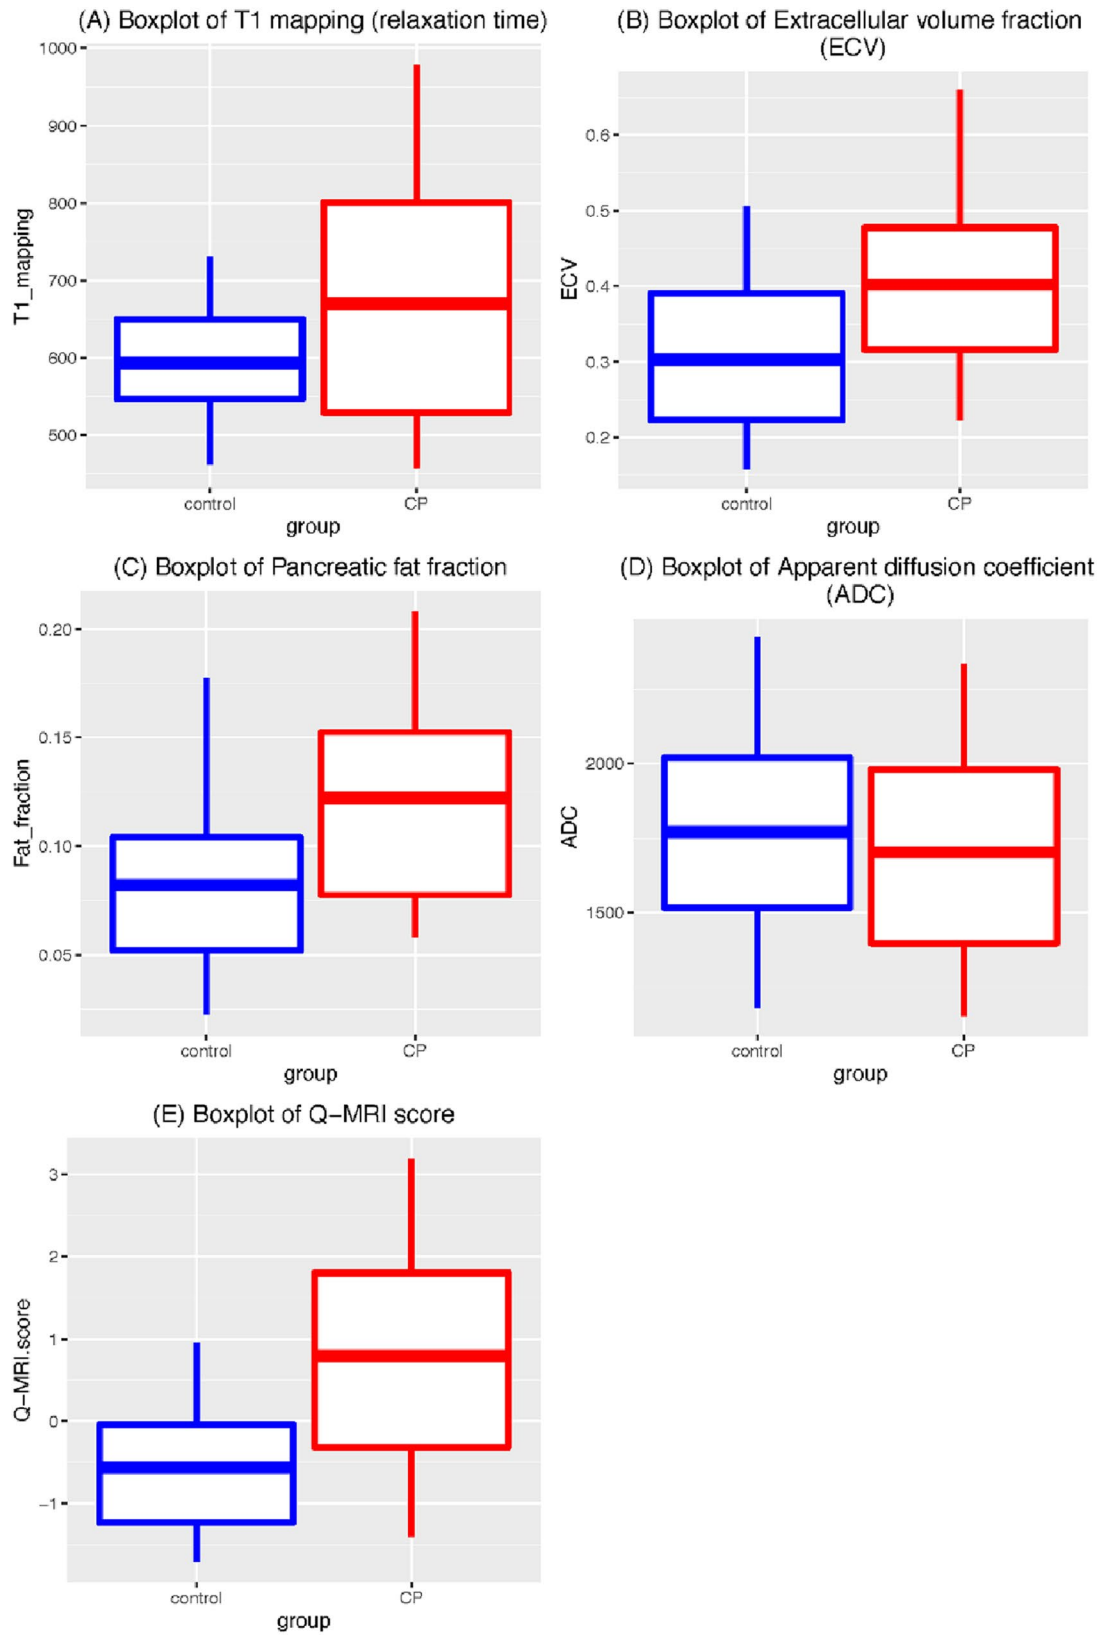 (A) Boxplot of T1 mapping (relaxation time)
1000
900
800
700
600
500
T1_mapping
control
CP
group
(B) Boxplot of Extracellular volume fraction
(ECV)
0.6
0.5
0.4
0.3
0.2
ECV
control
CP
group
(C) Boxplot of Pancreatic fat fraction
0.20
0.15
0.10
0.05
Fat_fraction
control
CP
group
(D) Boxplot of Apparent diffusion coefficient
(ADC)
2000
1500
ADC
control
CP
group
(E) Boxplot of Q−MRI score
3
2
1
0
−1
Q−MRI.score
control
CP
group